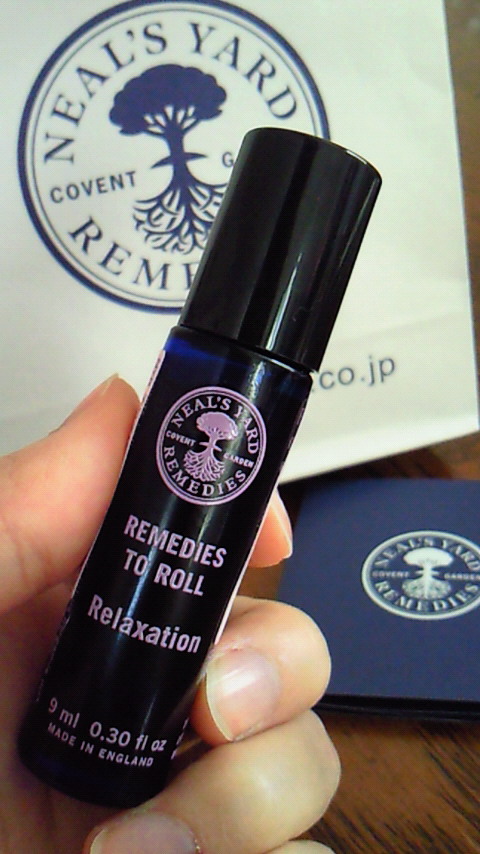 NEAL'S YARD
COVENT G
REMEDIES
.co.jp
NEAL'S YARD
COVENT GARDEN
REMEDIES
REMEDIES
TO ROLL
Relaxation
9 ml 0.30 fl oz
MADE IN ENGLAND
NEAL'S YARD
COVENT GARDEN
REMEDIES